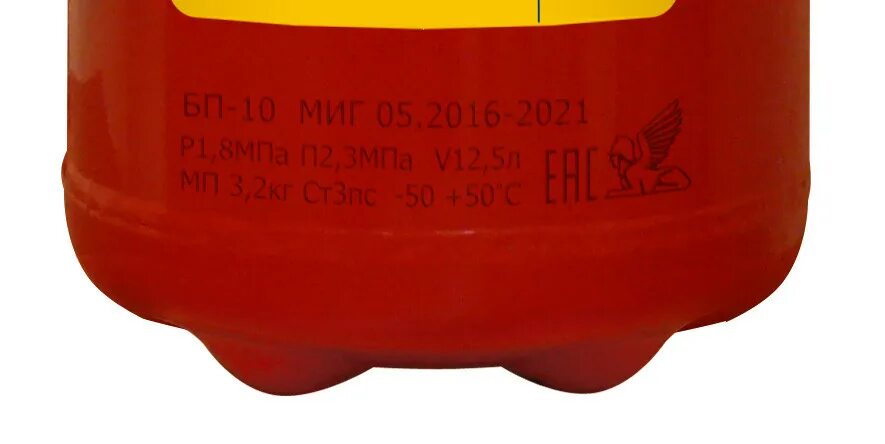 БП-10 МИГ 05.2016-2021
Р1,8МПа П2,3МПа V12,5л
МП 3,2кг Ст3пс -50 +50°С
ЕАС